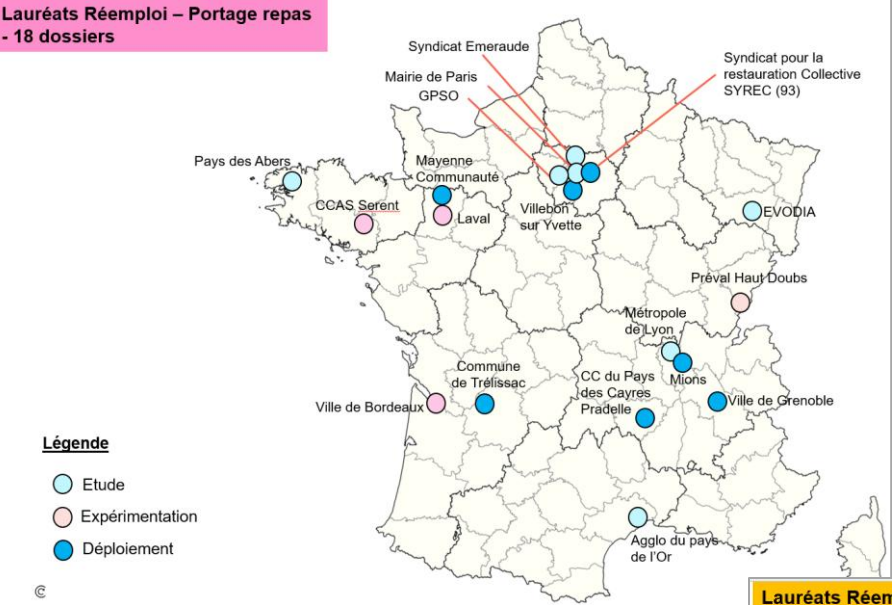 Lauréats Réemploi – Portage repas
- 18 dossiers
Syndicat Emeraude
Mairie de Paris
GPSO
Syndicat pour la
restauration Collective
SYREC (93)
Pays des Abers
Mayenne
Communauté
CCAS Serent
Laval
Villebon
sur Yvette
EVODIA
Préval Haut Doubs
Métropole
de Lyon
Mions
Commune
de Trélissac
CC du Pays
des Cayres
Pradelle
Ville de Bordeaux
Ville de Grenoble
Agglo du pays
de l'Or
Légende
Etude
Expérimentation
Déploiement
Lauréats Réem